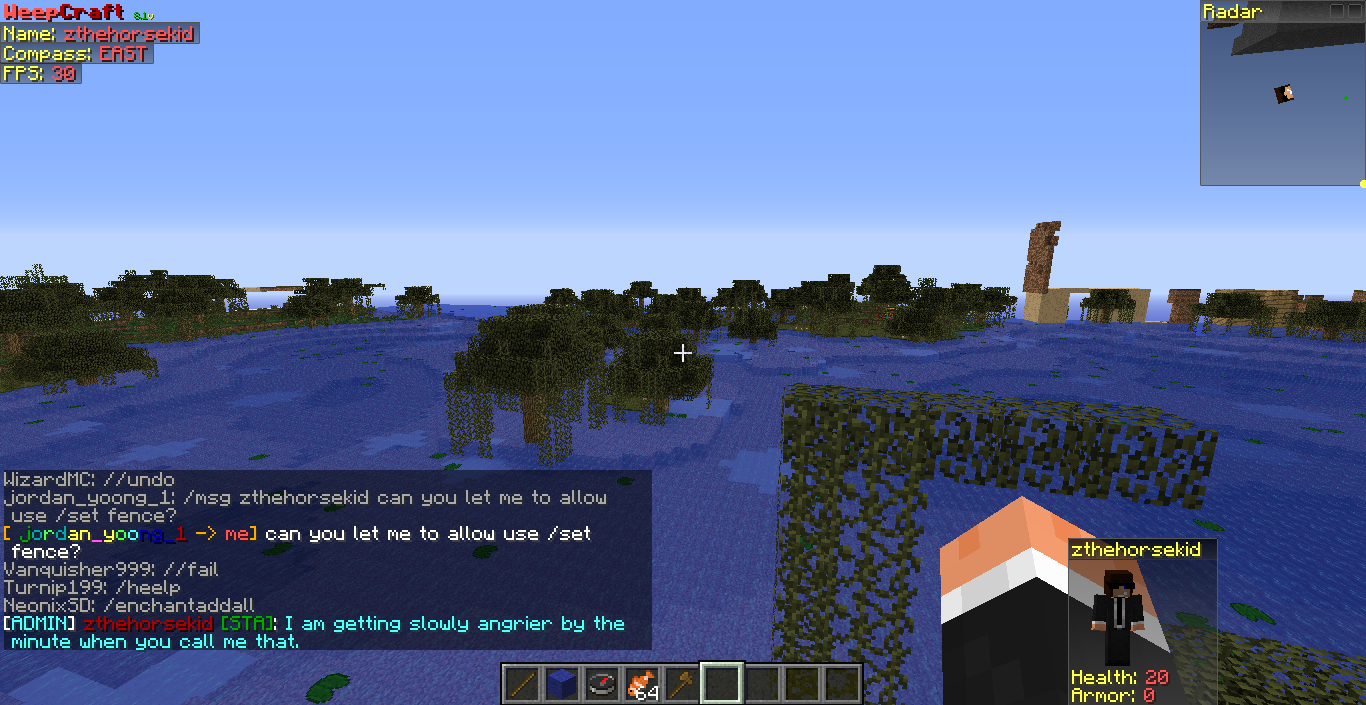 WeepCraft 8.1v
Name: zthehorsekid
Compass: EAST
FPS: 30
Radar
WizardMC: //undo
jordan_yoong_1: /msg zthehorsekid can you let me to allow
use /set fence?
[ jordan_yoong_1 -> me] can you let me to allow use /set
fence?
Vanquisher999: //fail
Turnip199: /heelp
Neonix3D: /enchantaddall
[ADMIN] zthehorsekid [STA]: I am getting slowly angrier by the
minute when you call me that.
64
zthehorsekid
Health: 20
Armor: 0